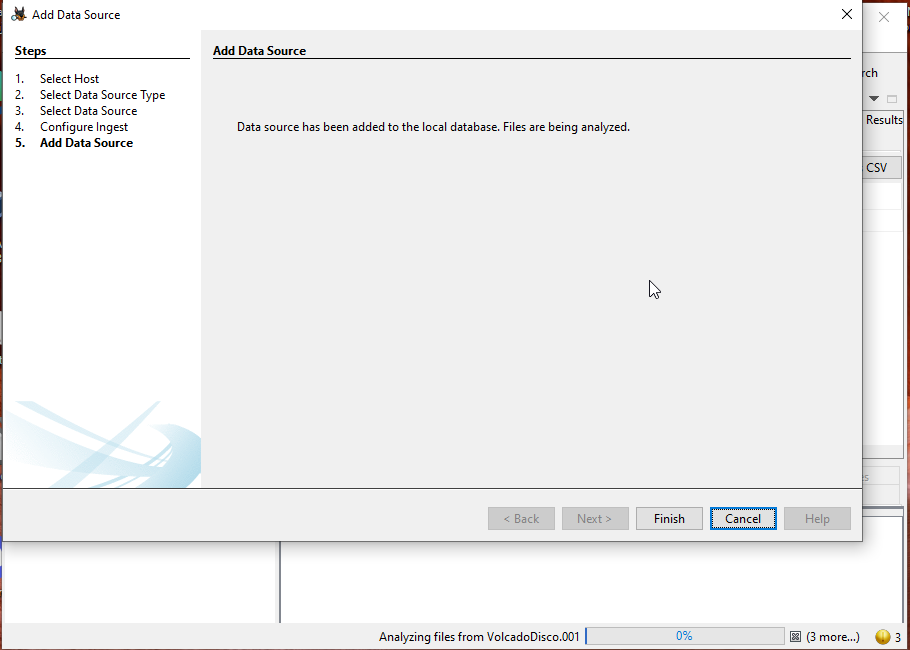 Add Data Source
Steps
1. Select Host
2. Select Data Source Type
3. Select Data Source
4. Configure Ingest
5. Add Data Source
Add Data Source
Data source has been added to the local database. Files are being analyzed.
< Back
Next >
Finish
Cancel
Help
rch
Results
CSV
es
Analyzing files from VolcadoDisco.001
0%
(3 more...)
3